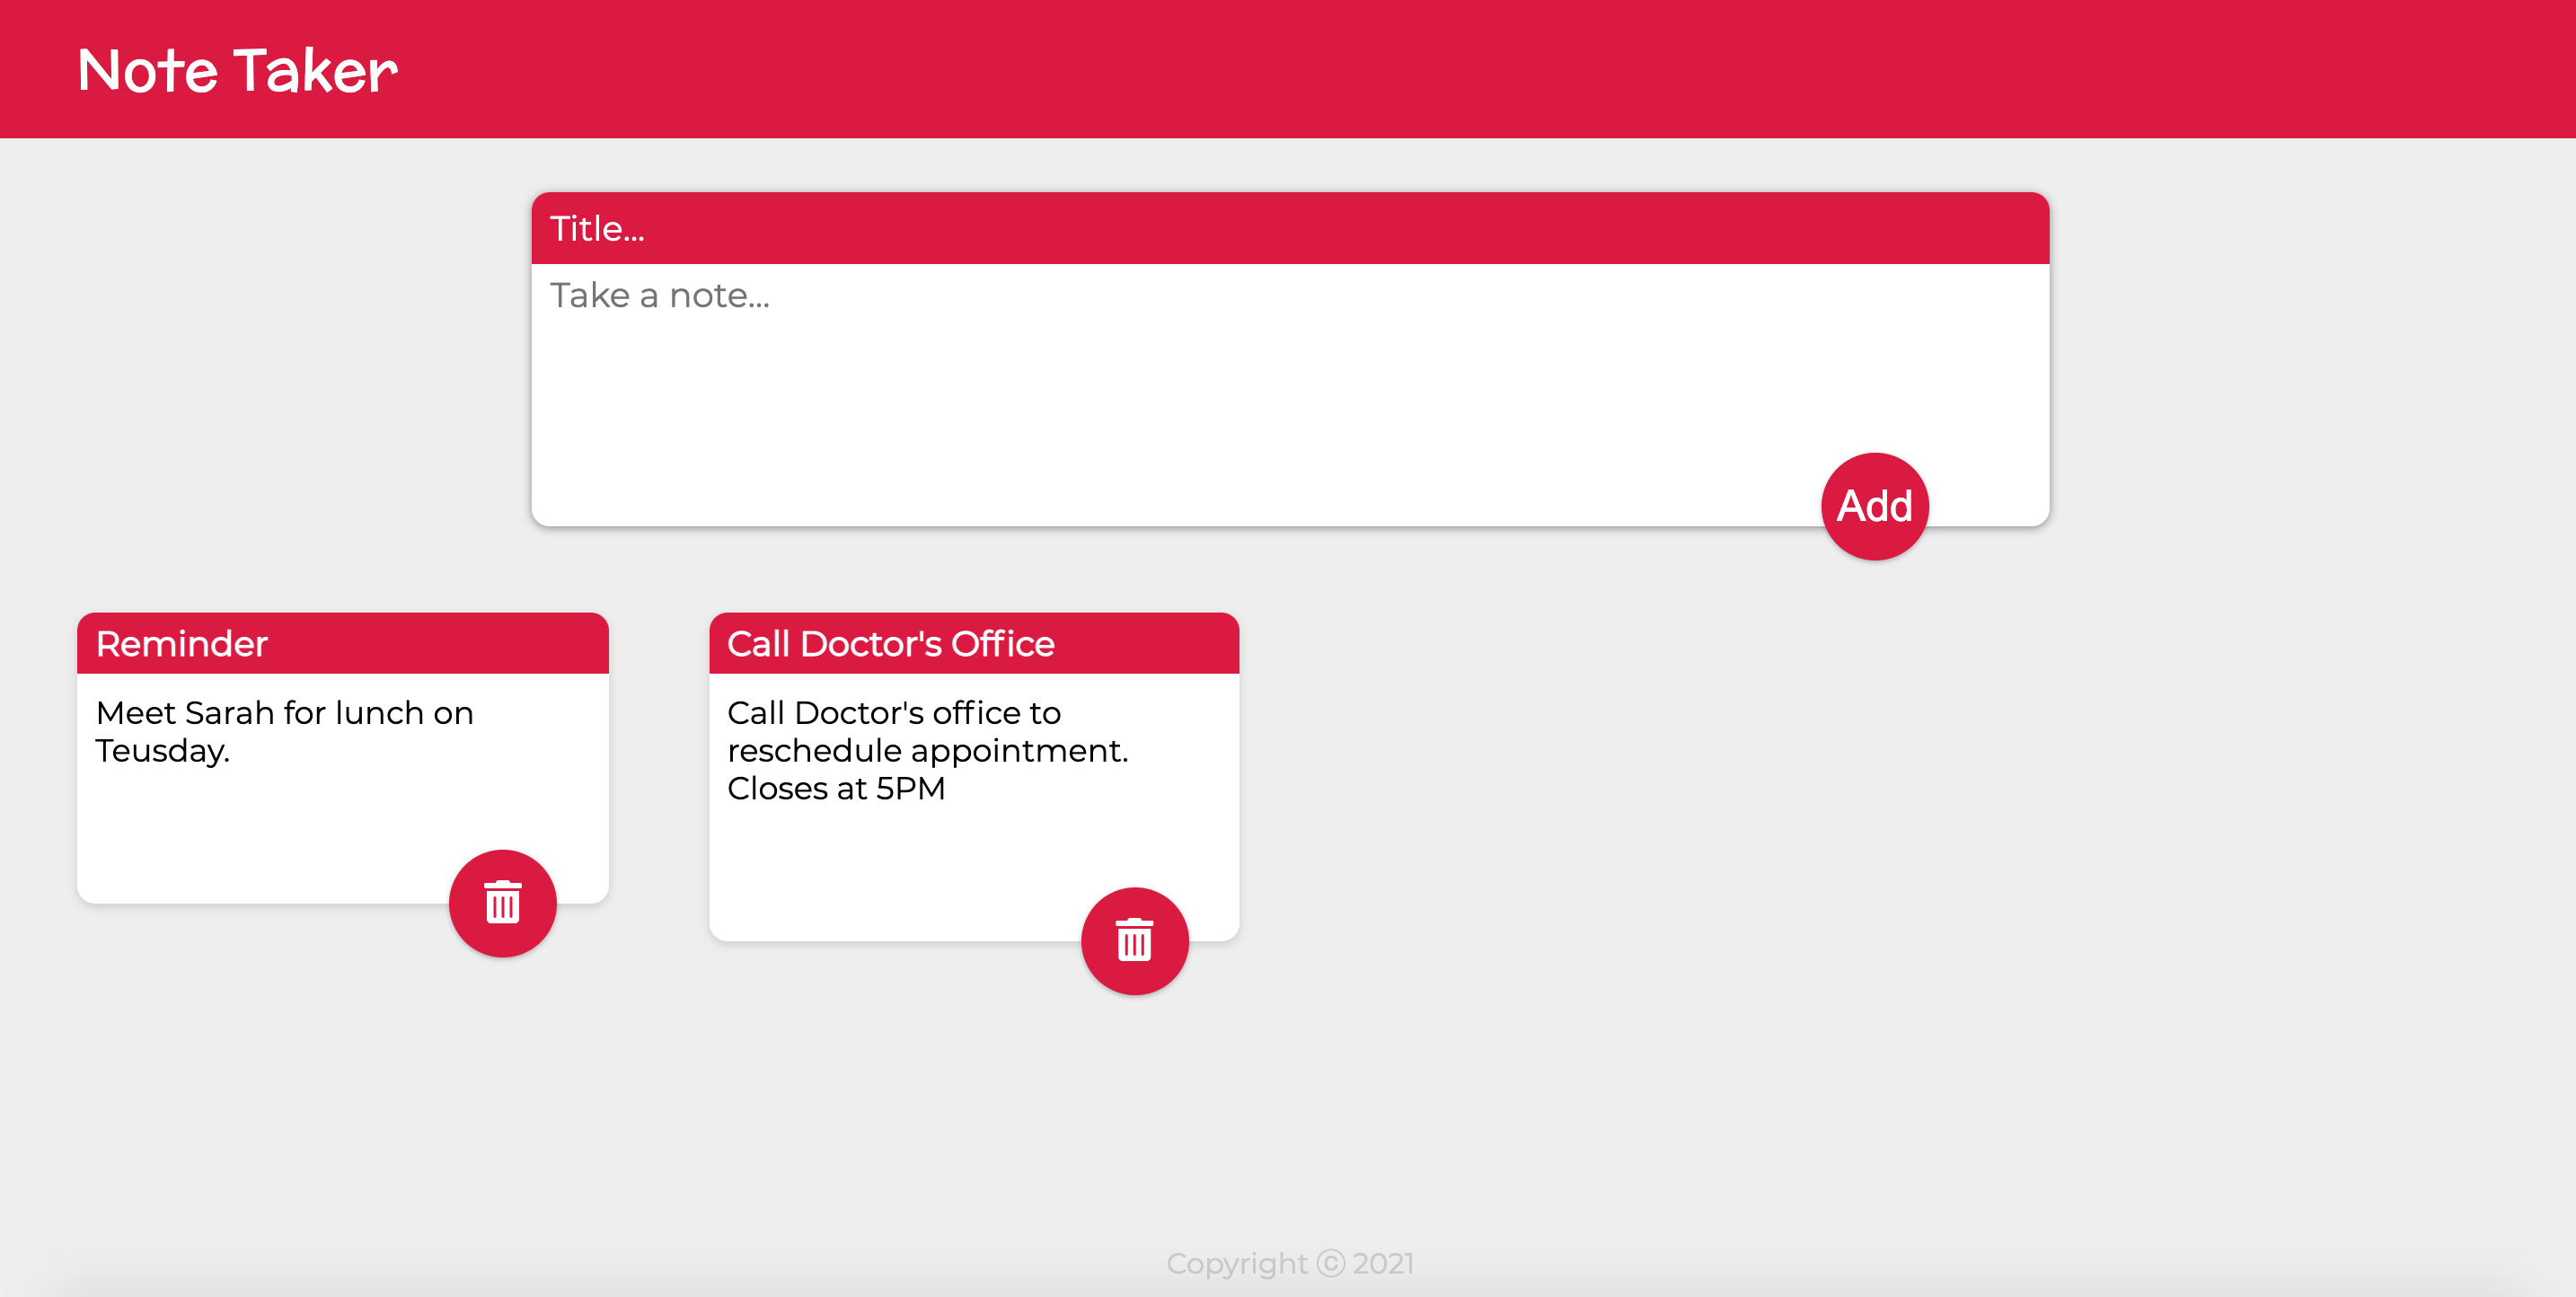 Note Taker
Title...
Take a note...
Add
Reminder
Meet Sarah for lunch on
Teusday.
Call Doctor's Office
Call Doctor's office to
reschedule appointment.
Closes at 5PM
Copyright ⓒ 2021